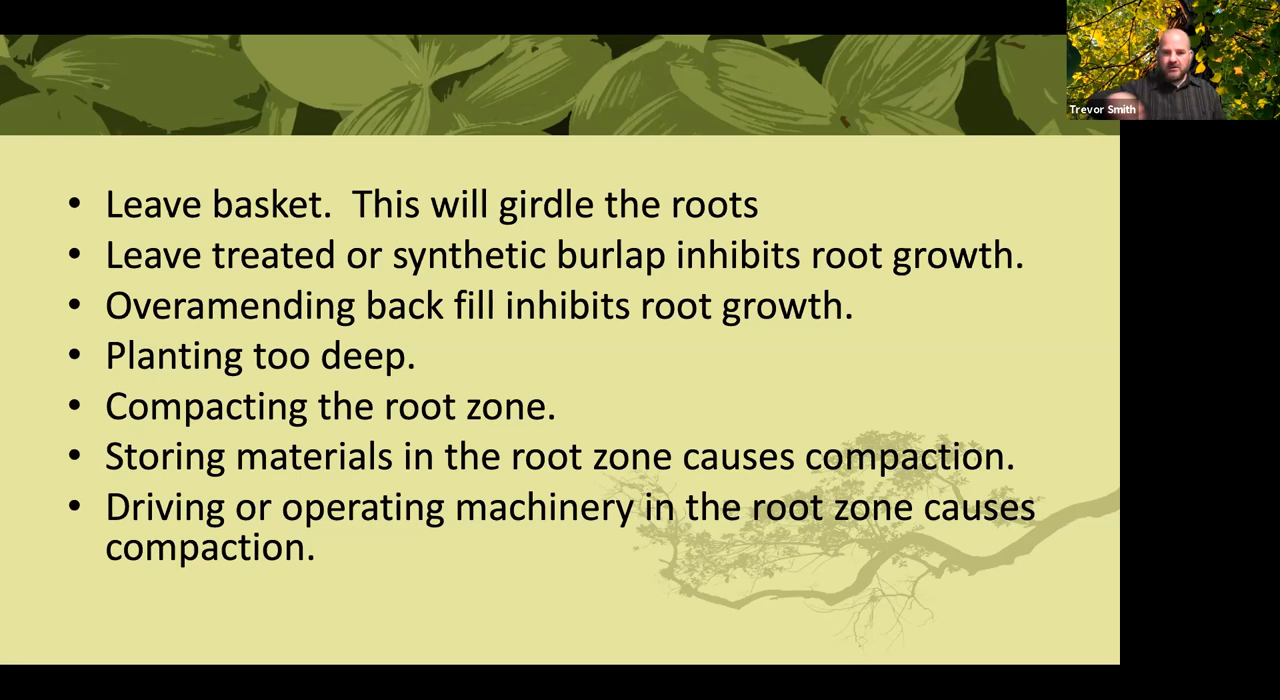 Trevor Smith
• Leave basket.  This will girdle the roots
• Leave treated or synthetic burlap inhibits root growth.
• Overamending back fill inhibits root growth.
• Planting too deep.
• Compacting the root zone.
• Storing materials in the root zone causes compaction.
• Driving or operating machinery in the root zone causes
compaction.